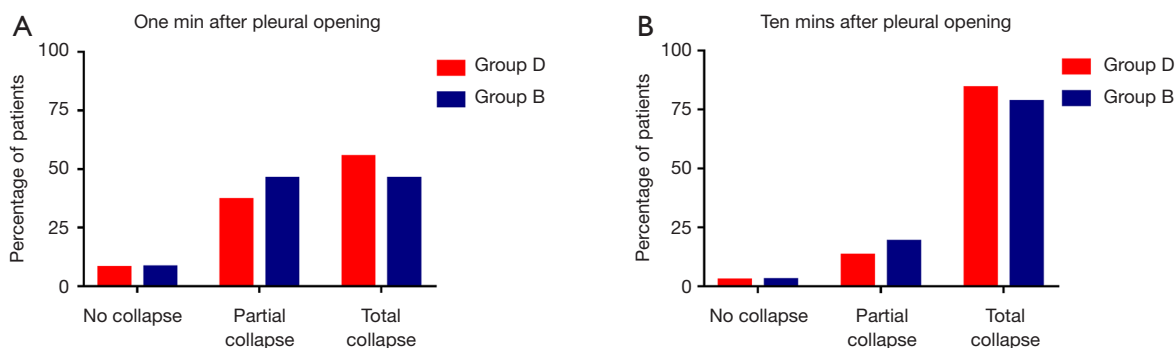 A
One min after pleural opening
Percentage of patients
100
75
50
25
0
No collapse
Partial
collapse
Total
collapse
Group D
Group B
B
Ten mins after pleural opening
Percentage of patients
100
75
50
25
0
No collapse
Partial
collapse
Total
collapse
Group D
Group B